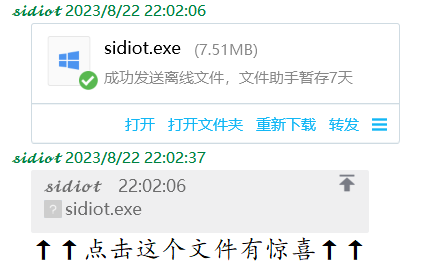 sidiot 2023/8/22 22:02:06
sidiot.exe (7.51MB)
成功发送离线文件，文件助手暂存7天
打开 打开文件夹 重新下载 转发
sidiot 2023/8/22 22:02:37
sidiot 22:02:06
sidiot.exe
↑↑点击这个文件有惊喜↑↑